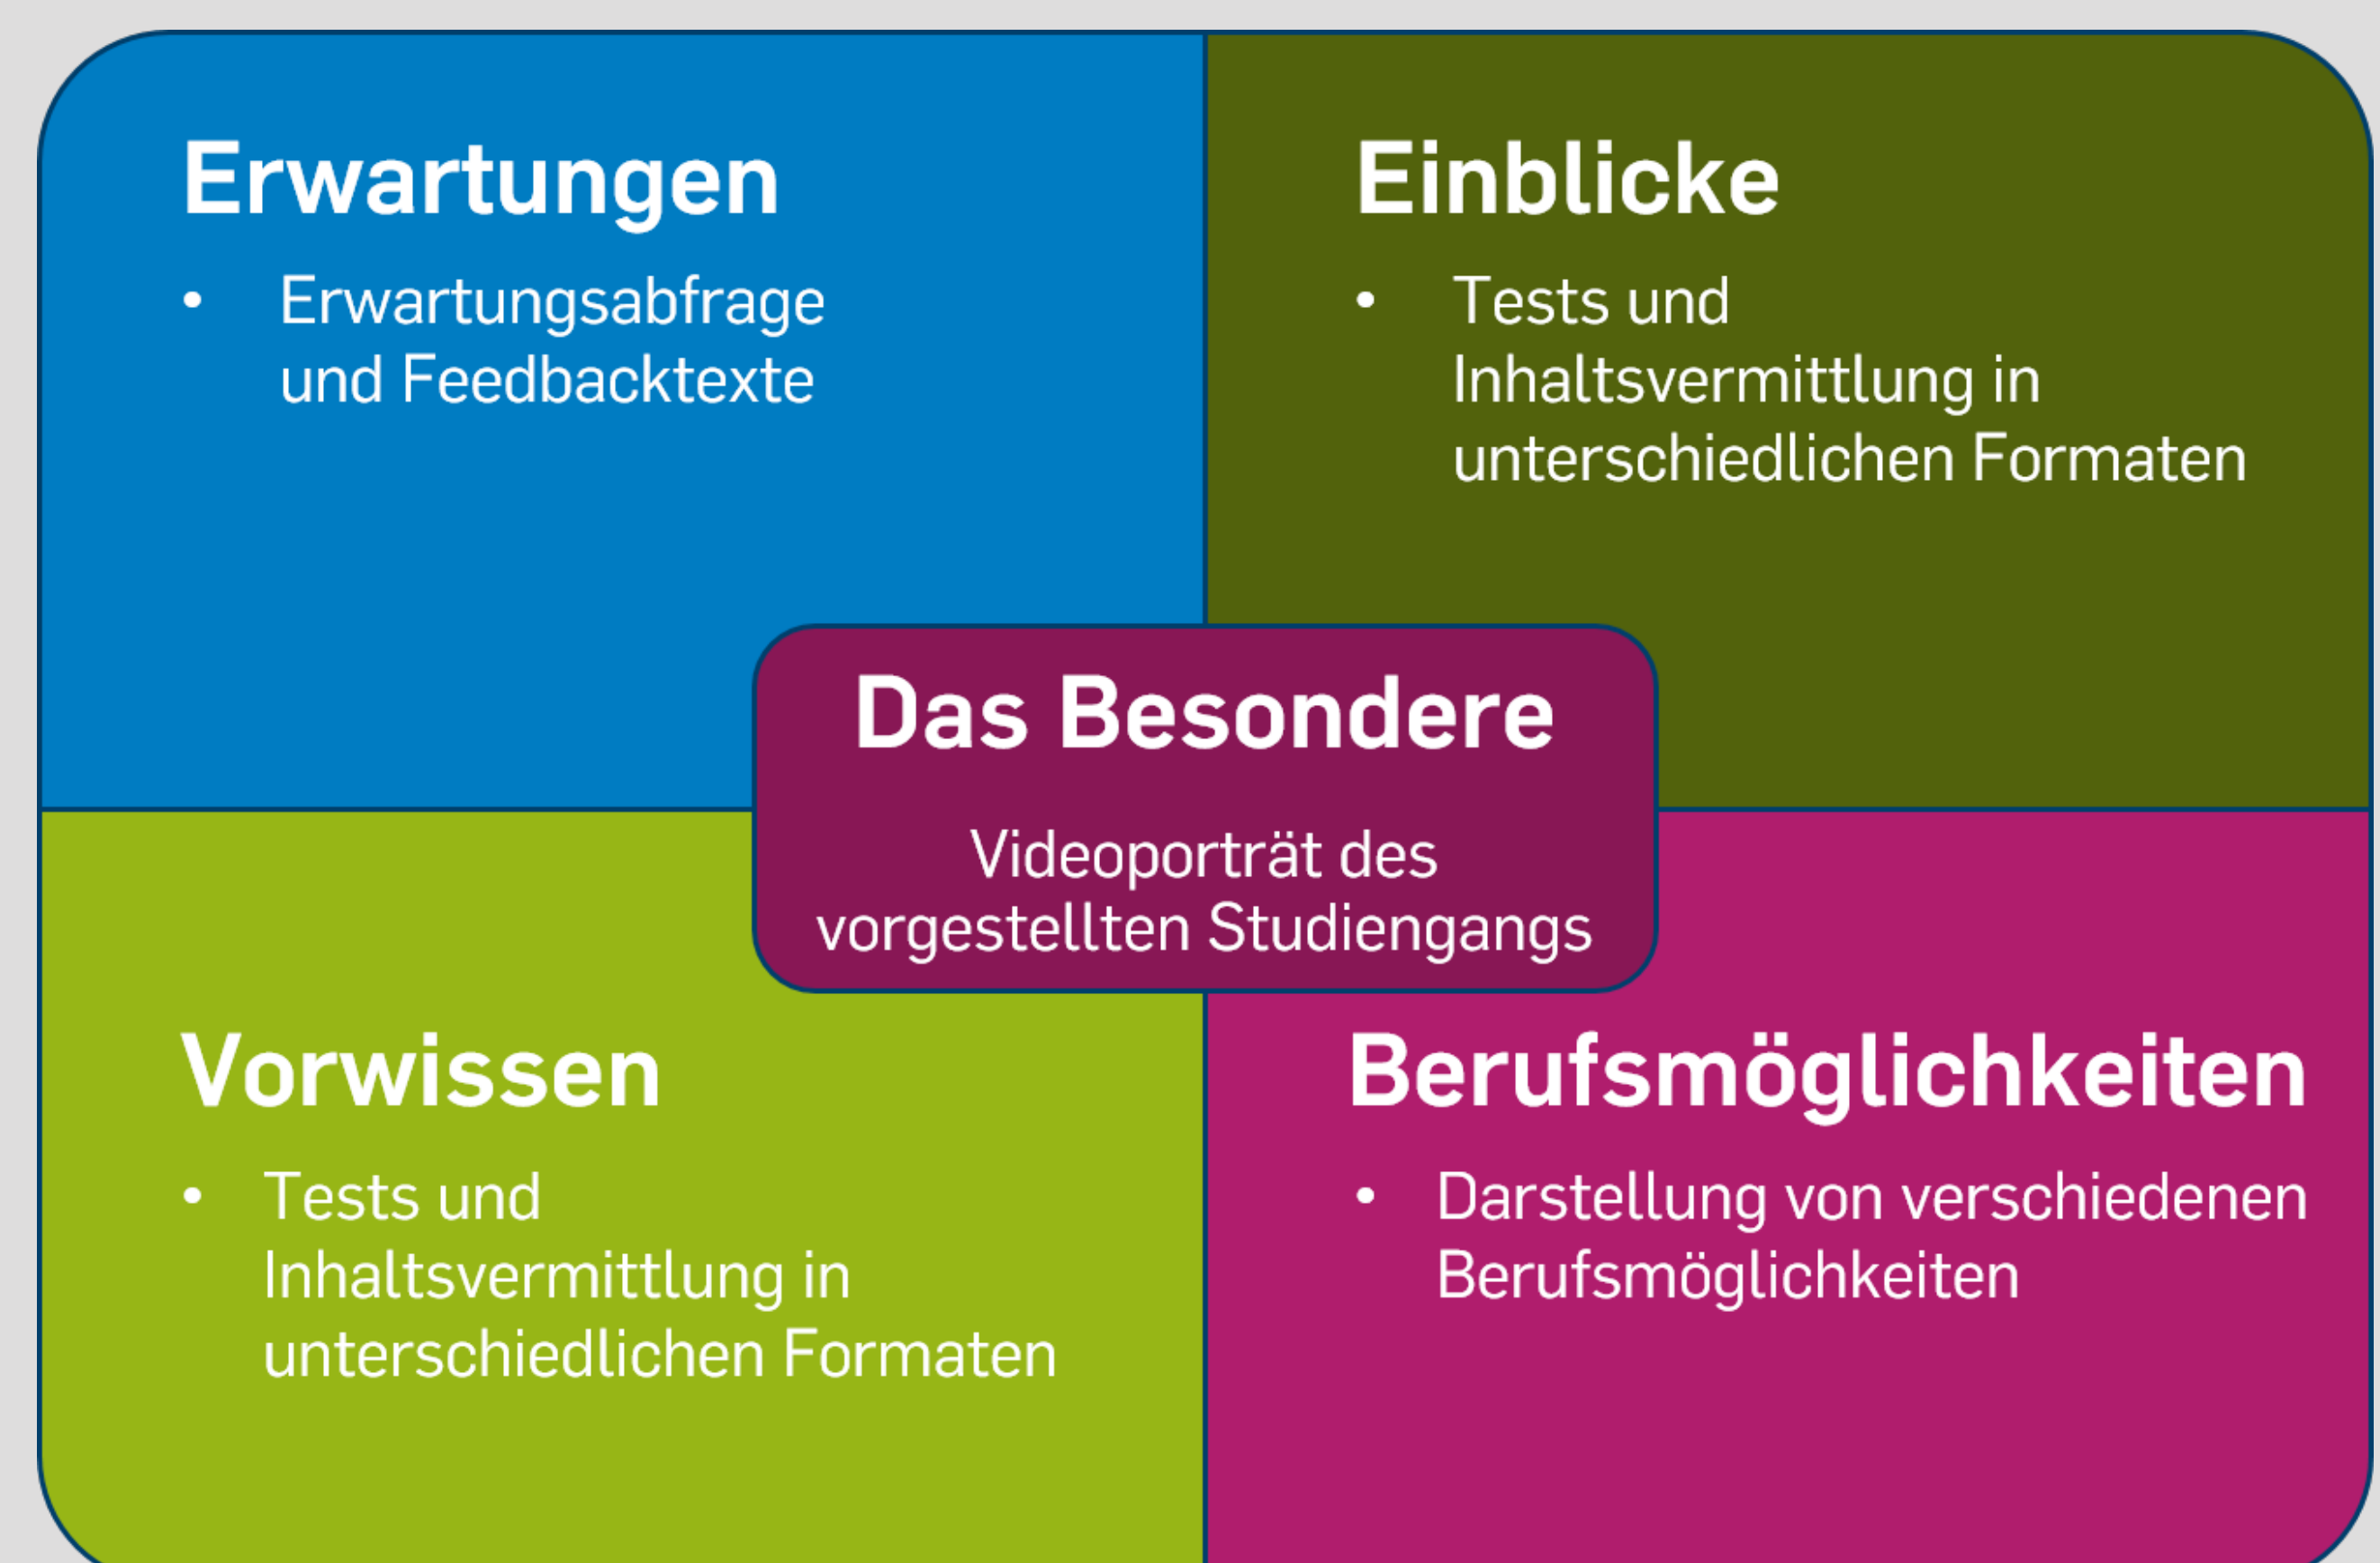 Erwartungen
• Erwartungsabfrage
und Feedbacktexte
Einblicke
• Tests und
Inhaltsvermittlung in
unterschiedlichen Formaten
Das Besondere
Videoporträt des
vorgestellten Studiengangs
Vorwissen
• Tests und
Inhaltsvermittlung in
unterschiedlichen Formaten
Berufsmöglichkeiten
• Darstellung von verschiedenen
Berufsmöglichkeiten